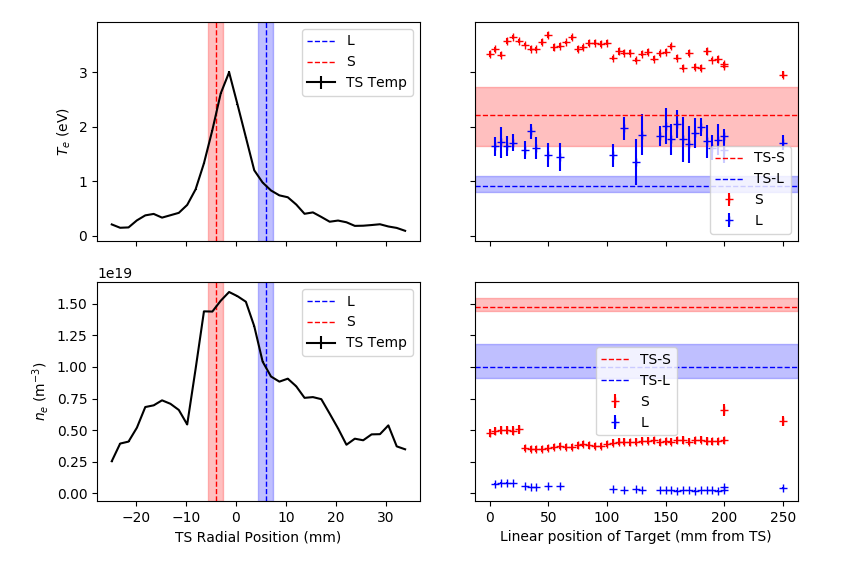 L
S
TS Temp
3
2
1
0
T_e (eV)
TS-S
TS-L
S
L
1e19
L
S
TS Temp
1.50
1.25
1.00
0.75
0.50
0.25
0.00
n_e (m⁻³)
−20 −10 0 10 20 30
TS Radial Position (mm)
TS-S
TS-L
S
L
0 50 100 150 200 250
Linear position of Target (mm from TS)